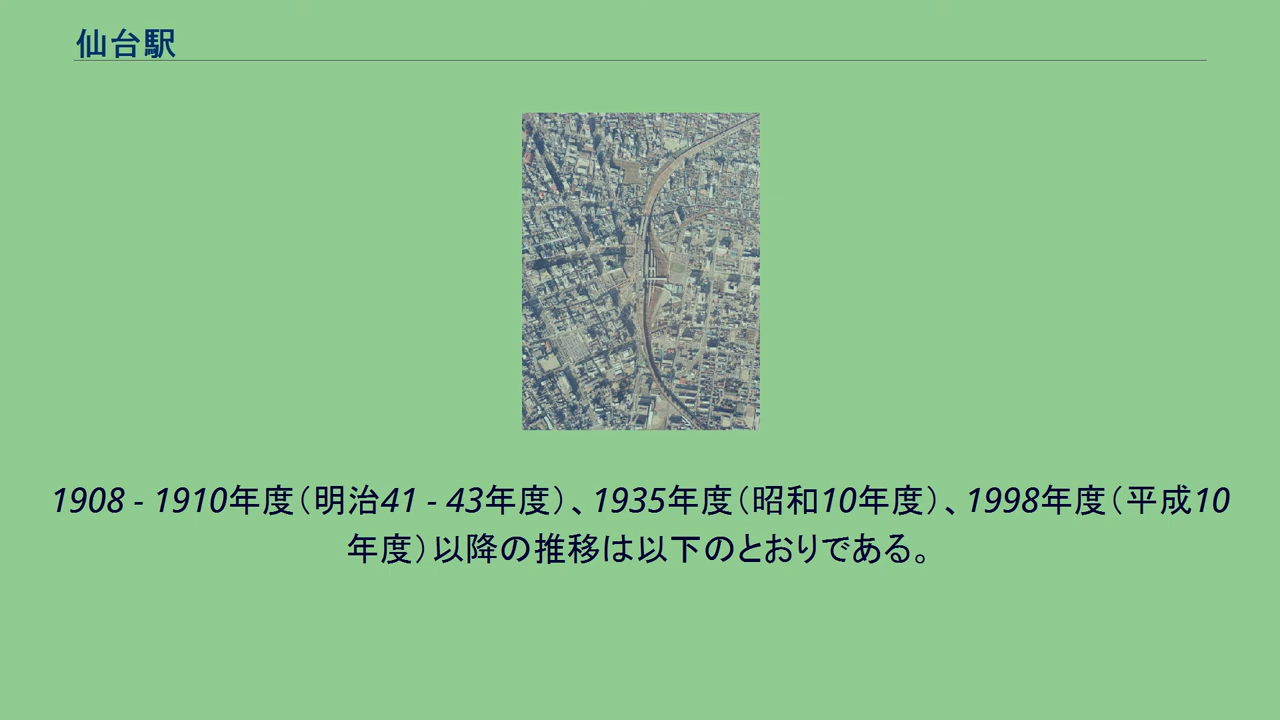 仙台駅
1908 - 1910年度（明治41 - 43年度）、1935年度（昭和10年度）、1998年度（平成10
年度）以降の推移は以下のとおりである。